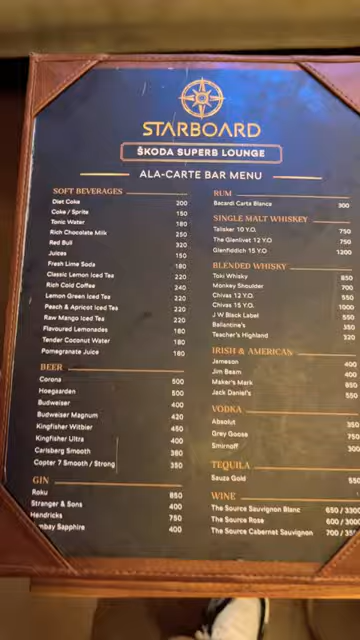 STARBOARD
ŠKODA SUPERB LOUNGE
ALA-CARTE BAR MENU
SOFT BEVERAGES
Diet Coke 200
Coke / Sprite 150
Tonic Water 180
Rich Chocolate Milk 250
Red Bull 320
Juices 150
Fresh Lime Soda 180
Classic Lemon Iced Tea 220
Rich Cold Coffee 240
Lemon Green Iced Tea 220
Peach & Apricot Iced Tea 220
Raw Mango Iced Tea 220
Flavoured Lemonades 180
Tender Coconut Water 180
Pomegranate Juice 180
BEER
Corona 500
Hoegaarden 500
Budweiser 400
Budweiser Magnum 420
Kingfisher Witbier 450
Kingfisher Ultra 400
Carlsberg Smooth 380
Copter 7 Smooth / Strong 350
GIN
Roku 850
Stranger & Sons 400
Hendricks 750
mbay Sapphire 400
RUM
Bacardi Carta Blanca 300
SINGLE MALT WHISKEY
Talisker 10 Y.O. 750
The Glenlivet 12 Y.O 750
Glenfiddich 15 Y.O 1200
BLENDED WHISKY
Toki Whisky 850
Monkey Shoulder 700
Chivas 12 Y.O. 550
Chivas 15 Y.O. 1000
J W Black Label 550
Ballantine's 350
Teacher's Highland 320
IRISH & AMERICAN
Jameson 400
Jim Beam 400
Maker's Mark 850
Jack Daniel's 550
VODKA
Absolut 350
Grey Goose 750
Smirnoff 300
TEQUILA
Sauza Gold 550
WINE
The Source Sauvignon Blanc 650 / 3300
The Source Rose 600 / 3000
The Source Cabernet Sauvignon 700 / 35